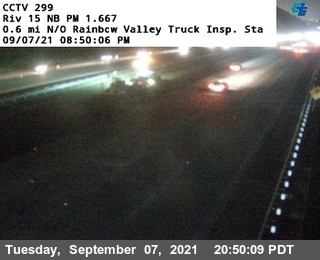 CCTV 299
Riv 15 NB PM 1.667
0.6 mi N/O Rainbow Valley Truck Insp. Sta
09/07/21 08:50:06 PM
Tuesday, September 07, 2021 20:50:09 PDT